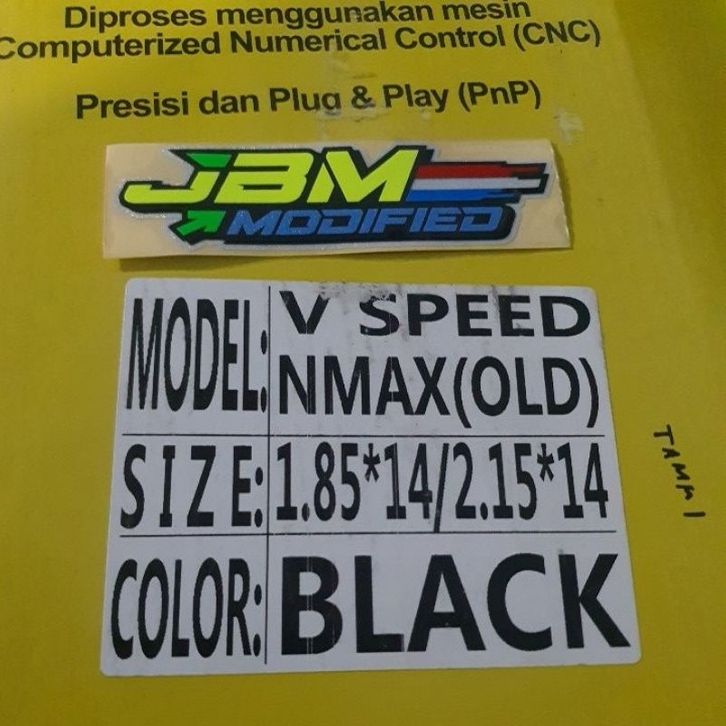 Diproses menggunakan mesin
Computerized Numerical Control (CNC)
Presisi dan Plug & Play (PnP)
JBM
MODIFIED
MODEL: V SPEED
NMAX(OLD)
SIZE: 1.85*14/2.15*14
COLOR: BLACK